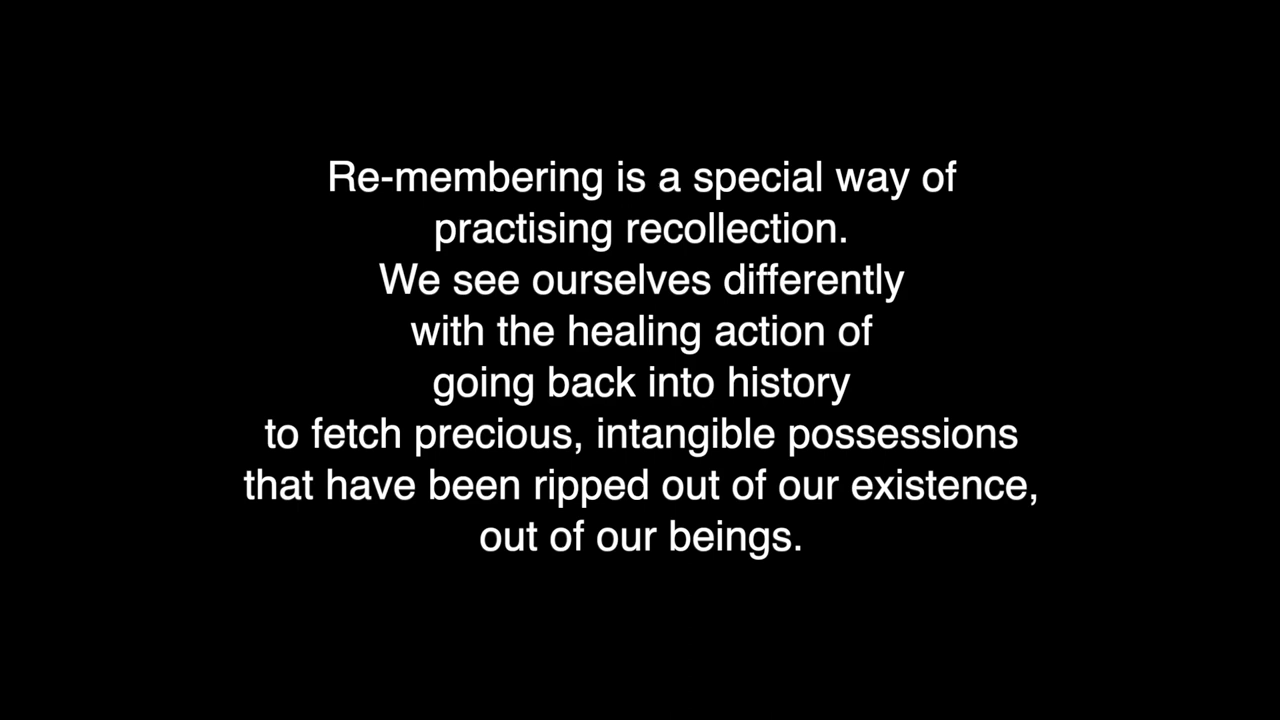 Re-membering is a special way of
practising recollection.
We see ourselves differently
with the healing action of
going back into history
to fetch precious, intangible possessions
that have been ripped out of our existence,
out of our beings.